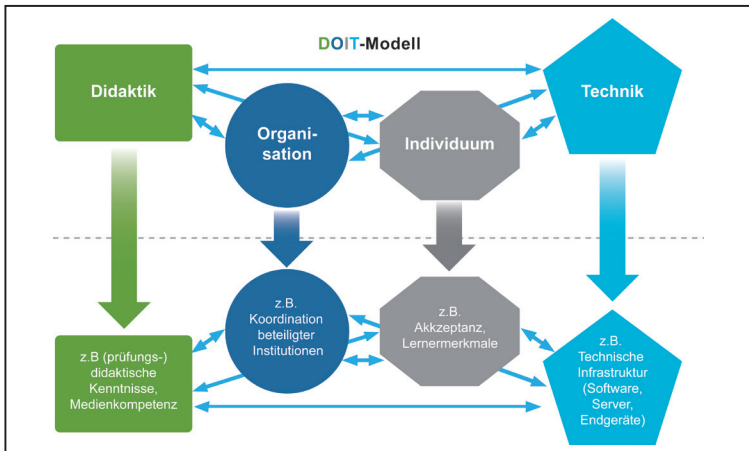 DOIT-Modell
Didaktik
Organi-
sation
Individuum
Technik
z.B (prüfungs-)
didaktische
Kenntnisse,
Medienkompetenz
z.B.
Koordination
beteiligter
Institutionen
z.B.
Akkzeptanz,
Lernermerkmale
z.B.
Technische
Infrastruktur
(Software,
Server,
Endgeräte)